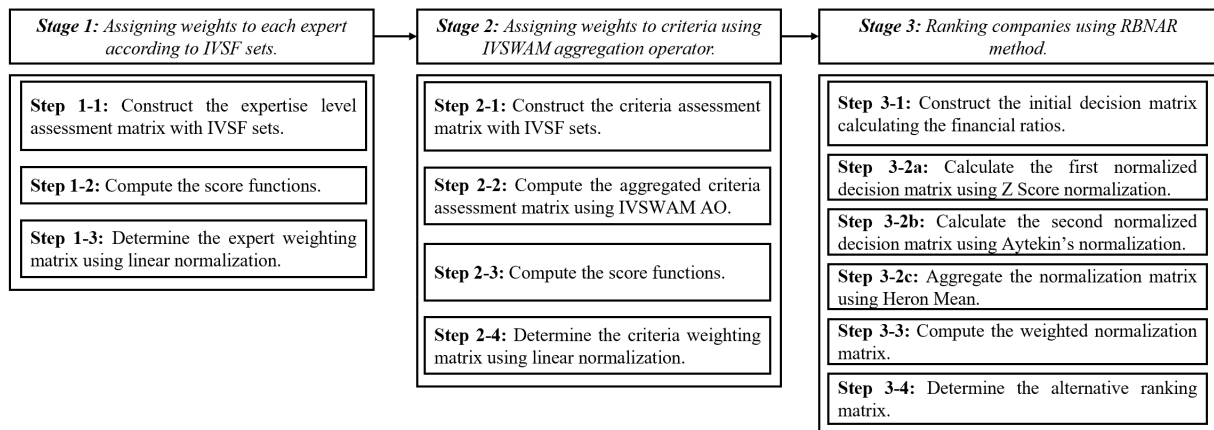 Stage 1: Assigning weights to each expert
according to IVSF sets.
Step 1-1: Construct the expertise level
assessment matrix with IVSF sets.
Step 1-2: Compute the score functions.
Step 1-3: Determine the expert weighting
matrix using linear normalization.
Stage 2: Assigning weights to criteria using
IVSWAM aggregation operator.
Step 2-1: Construct the criteria assessment
matrix with IVSF sets.
Step 2-2: Compute the aggregated criteria
assessment matrix using IVSWAM AO.
Step 2-3: Compute the score functions.
Step 2-4: Determine the criteria weighting
matrix using linear normalization.
Stage 3: Ranking companies using RBNAR
method.
Step 3-1: Construct the initial decision matrix
calculating the financial ratios.
Step 3-2a: Calculate the first normalized
decision matrix using Z Score normalization.
Step 3-2b: Calculate the second normalized
decision matrix using Aytekin’s normalization.
Step 3-2c: Aggregate the normalization matrix
using Heron Mean.
Step 3-3: Compute the weighted normalization
matrix.
Step 3-4: Determine the alternative ranking
matrix.